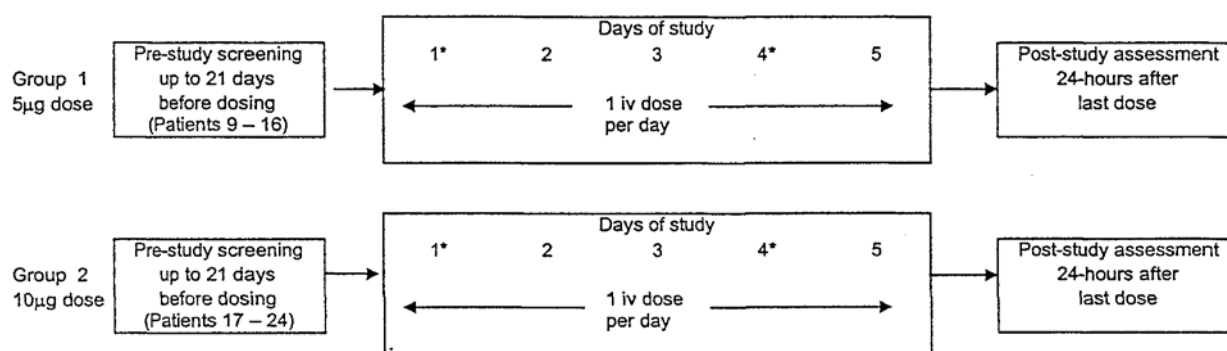 Group 1
5µg dose
Pre-study screening
up to 21 days
before dosing
(Patients 9 – 16)
Days of study
1* 2 3 4* 5
1 iv dose
per day
Post-study assessment
24-hours after
last dose
Group 2
10µg dose
Pre-study screening
up to 21 days
before dosing
(Patients 17 – 24)
Days of study
1* 2 3 4* 5
1 iv dose
per day
Post-study assessment
24-hours after
last dose